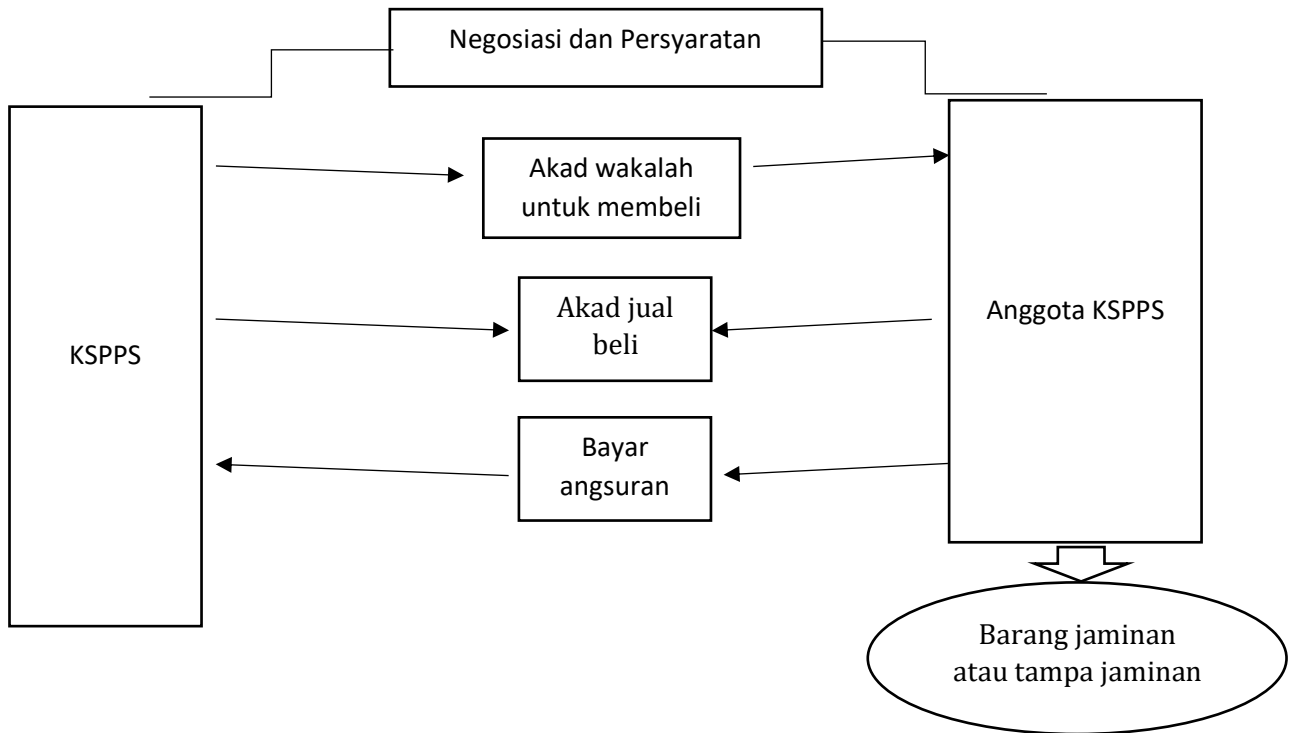 Negosiasi dan Persyaratan
Akad wakalah
untuk membeli
KSPPS
Akad jual
beli
Anggota KSPPS
Bayar
angsuran
Barang jaminan
atau tampa jaminan